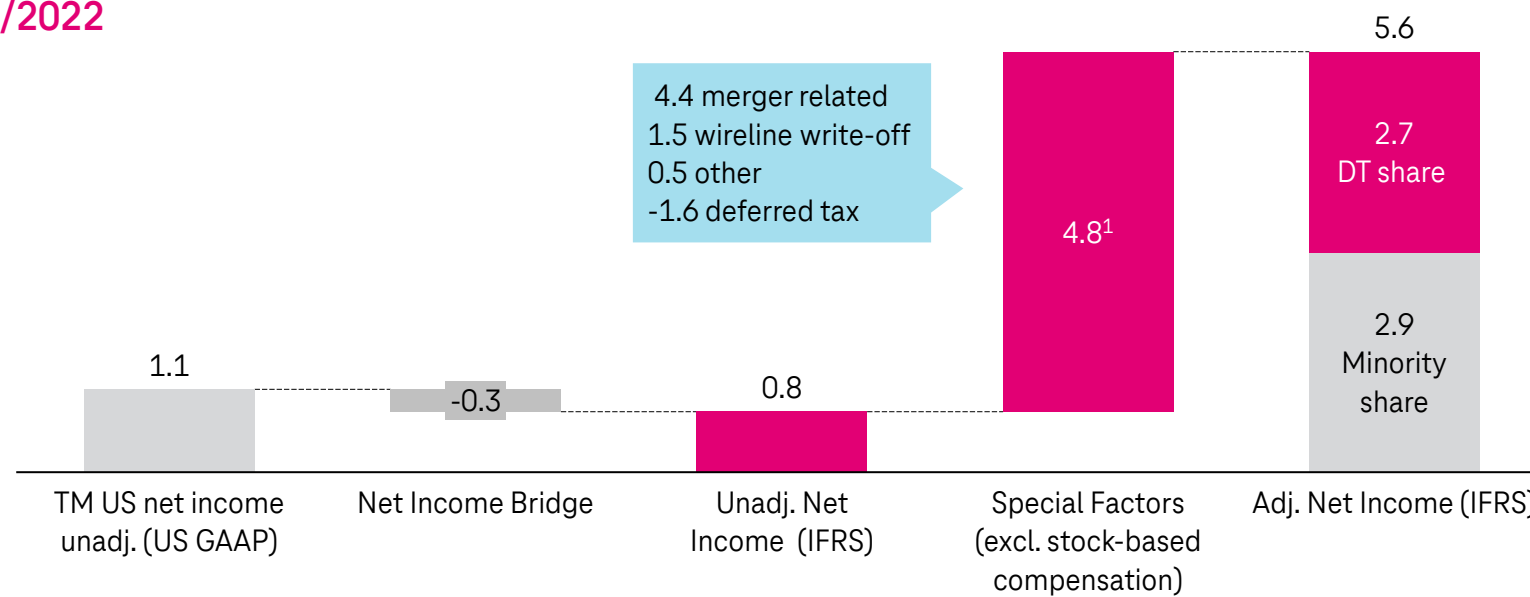 /2022
5.6
4.4 merger related
1.5 wireline write-off
0.5 other
-1.6 deferred tax
2.7
DT share
4.8¹
2.9
Minority
share
1.1
-0.3
0.8
TM US net income
unadj. (US GAAP)
Net Income Bridge
Unadj. Net
Income (IFRS)
Special Factors
(excl. stock-based
compensation)
Adj. Net Income (IFRS)